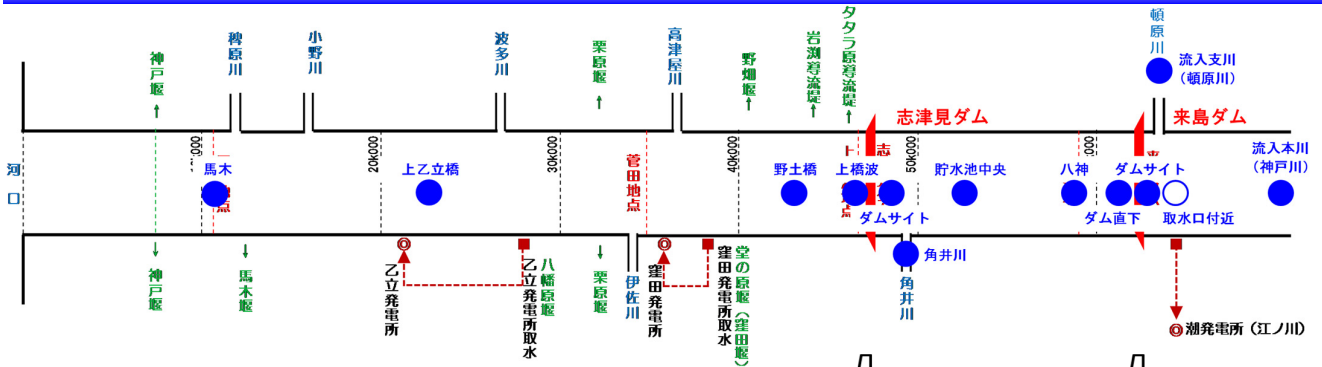 神戸堰
稗原川
小野川
波多川
栗原堰
高津屋川
野畑堰
岩渕導流堤
タタラ原導流堤
志津見ダム
頓原川
流入支川
（頓原川）
来島ダム
20k000
30k000
40k000
50k000
河口
馬木
上乙立橋
菅田地点
野土橋
上橋波
貯水池中央
八神
ダムサイト
流入本川
（神戸川）
ダムサイト
ダム直下
取水口付近
神戸堰
馬木堰
乙立発電所
乙立発電所取水
八幡原堰
栗原堰
伊佐川
窪田発電所
窪田発電所取水
堂の原堰（窪田堰）
角井川
角井川
潮発電所（江ノ川）